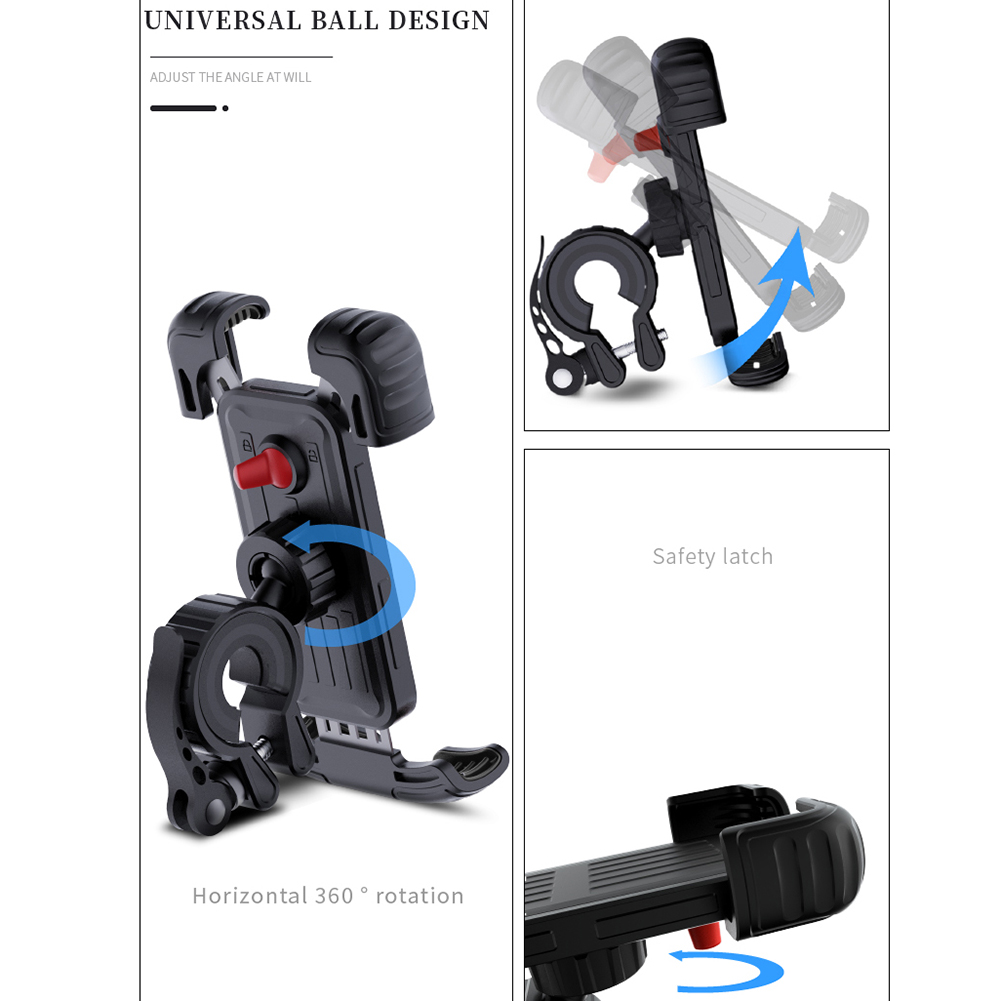 UNIVERSAL BALL DESIGN
ADJUST THE ANGLE AT WILL
Horizontal 360 ° rotation
Safety latch